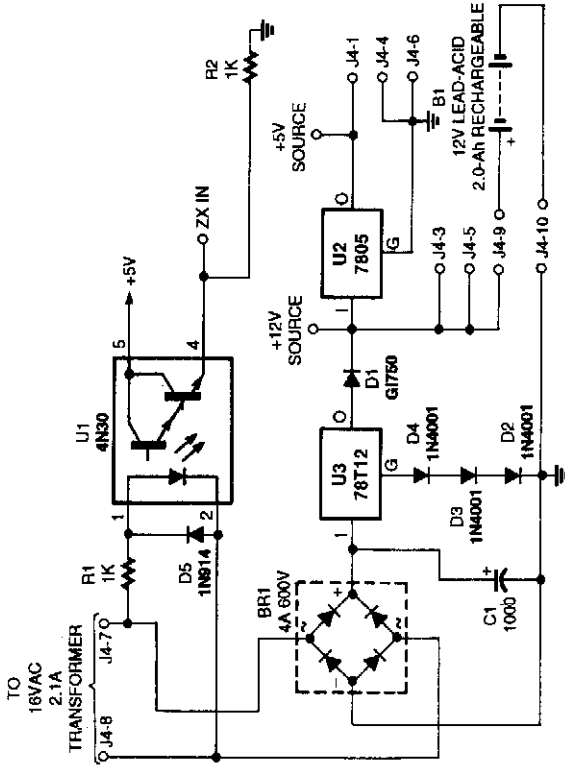 TO
16VAC
2.1A
TRANSFORMER
J4-8
J4-7
R1
1K
D5
1N914
1
2
U1
4N30
5
4
+5V
ZX IN
R2
1K
BR1
4A 600V
~
~
+
−
C1
1000
+
1
U3
78T12
O
G
D4
1N4001
D3
1N4001
D2
1N4001
D1
GI750
+12V
SOURCE
I
U2
7805
O
G
+5V
SOURCE
J4-1
J4-4
J4-6
J4-3
J4-5
J4-9
J4-10
B1
12V LEAD-ACID
2.0-Ah RECHARGEABLE
+